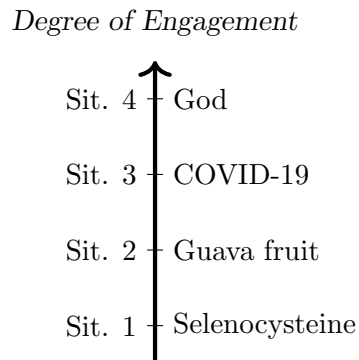 Degree of Engagement
Sit. 4 God
Sit. 3 COVID-19
Sit. 2 Guava fruit
Sit. 1 Selenocysteine